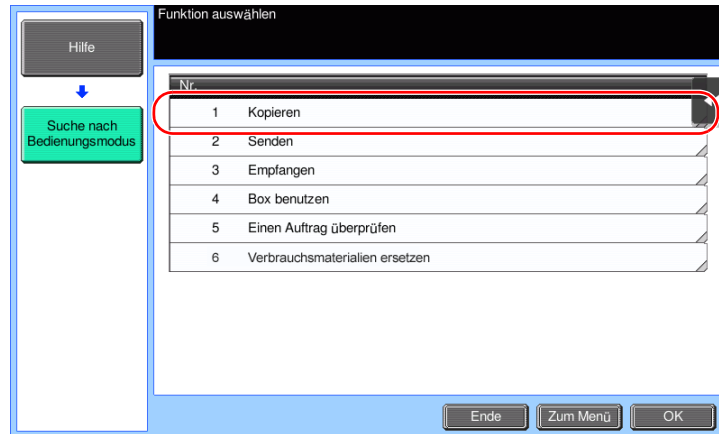 Funktion auswählen
Hilfe
Suche nach
Bedienungsmodus
Nr.
1 Kopieren
2 Senden
3 Empfangen
4 Box benutzen
5 Einen Auftrag überprüfen
6 Verbrauchsmaterialien ersetzen
Ende Zum Menü OK